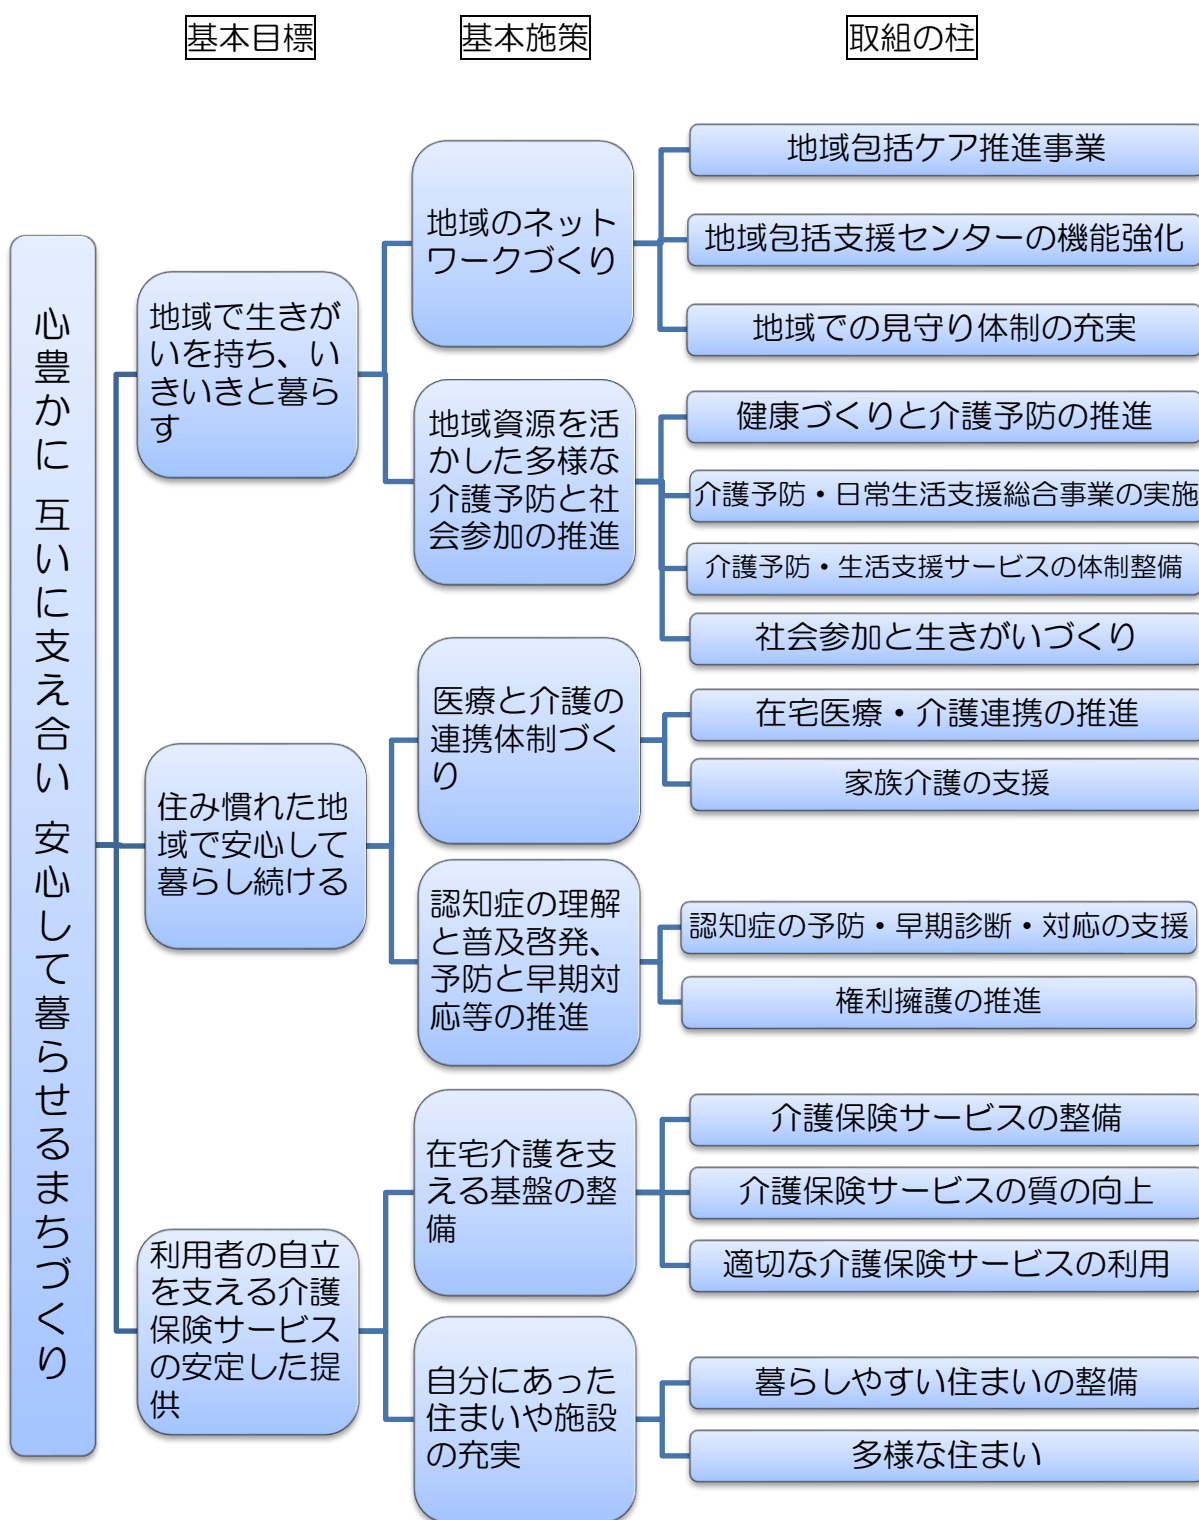 基本目標
基本施策
取組の柱
心豊かに 互いに支え合い 安心して暮らせるまちづくり
地域で生きが
いを持ち、い
きいきと暮ら
す
地域のネット
ワークづくり
地域包括ケア推進事業
地域包括支援センターの機能強化
地域での見守り体制の充実
地域資源を活
かした多様な
介護予防と社
会参加の推進
健康づくりと介護予防の推進
介護予防・日常生活支援総合事業の実施
介護予防・生活支援サービスの体制整備
社会参加と生きがいづくり
住み慣れた地
域で安心して
暮らし続ける
医療と介護の
連携体制づく
り
在宅医療・介護連携の推進
家族介護の支援
認知症の理解
と普及啓発、
予防と早期対
応等の推進
認知症の予防・早期診断・対応の支援
権利擁護の推進
利用者の自立
を支える介護
保険サービス
の安定した提
供
在宅介護を支
える基盤の整
備
介護保険サービスの整備
介護保険サービスの質の向上
適切な介護保険サービスの利用
自分にあった
住まいや施設
の充実
暮らしやすい住まいの整備
多様な住まい